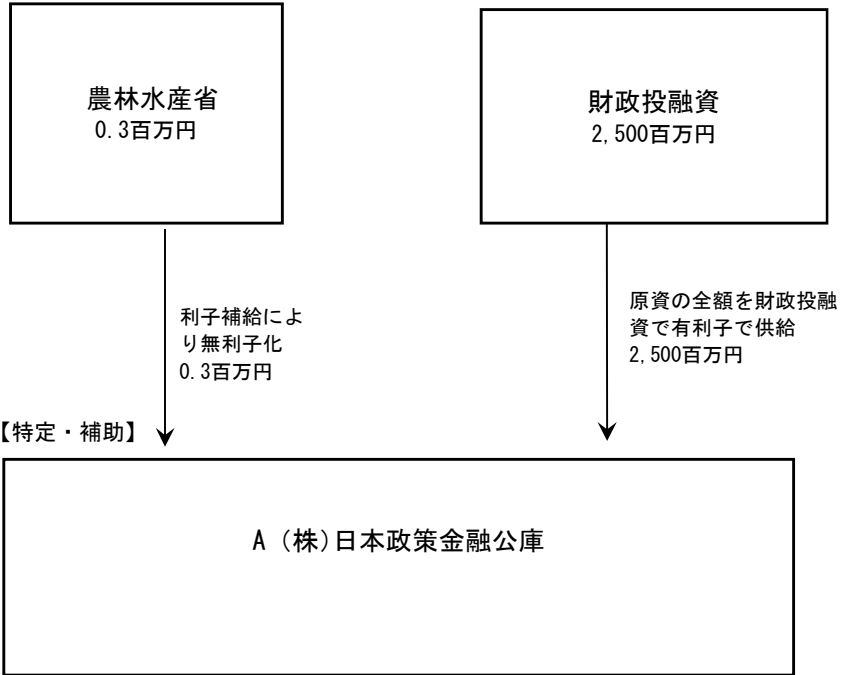 農林水産省
0.3百万円
財政投融資
2,500百万円
利子補給によ
り無利子化
0.3百万円
原資の全額を財政投融
資で有利子で供給
2,500百万円
【特定・補助】
A (株)日本政策金融公庫